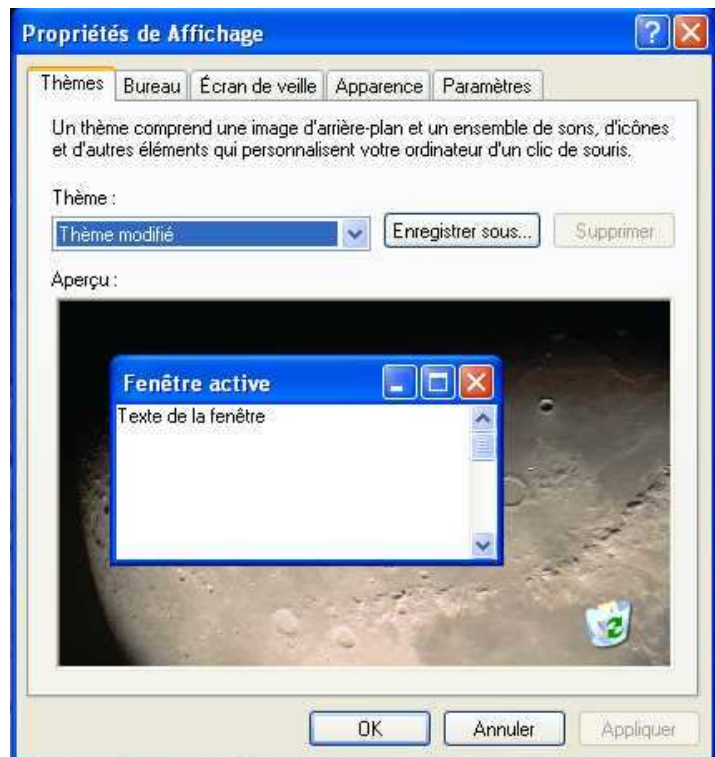 Propriétés de Affichage
Thèmes Bureau Écran de veille Apparence Paramètres
Un thème comprend une image d'arrière-plan et un ensemble de sons, d'icônes
et d'autres éléments qui personnalisent votre ordinateur d'un clic de souris.
Thème :
Thème modifié Enregistrer sous... Supprimer
Aperçu :
Fenêtre active
Texte de la fenêtre
OK Annuler Appliquer